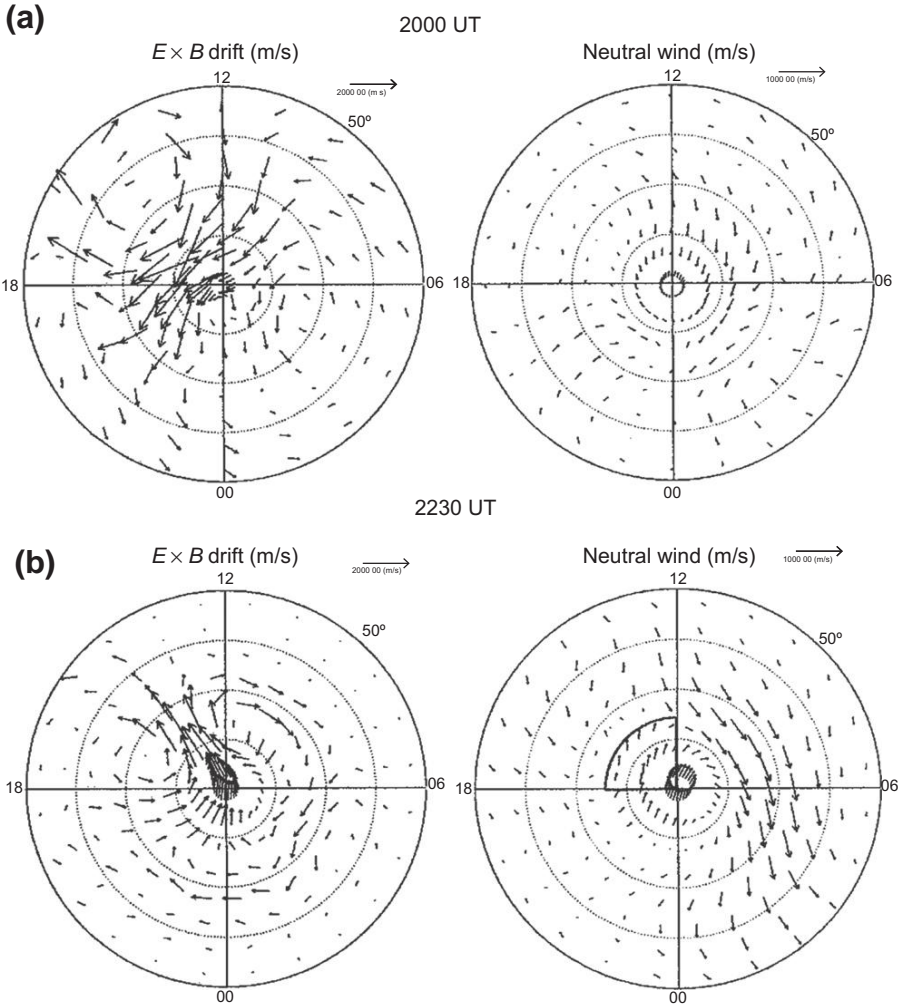 (a)
2000 UT
E × B drift (m/s)
Neutral wind (m/s)
12
2000 00 (m s)
12
1000 00 (m/s)
50º
50º
18
06
18
06
00
00
2230 UT
(b)
E × B drift (m/s)
Neutral wind (m/s)
12
2000 00 (m/s)
12
1000 00 (m/s)
50º
50º
18
06
18
06
00
00